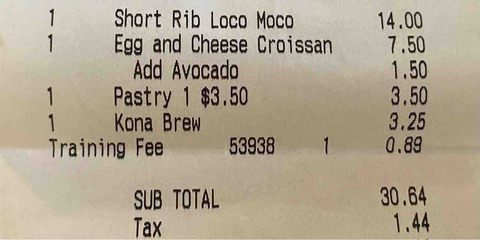 1 Short Rib Loco Moco 14.00
1 Egg and Cheese Croissan 7.50
Add Avocado 1.50
1 Pastry 1 $3.50 3.50
1 Kona Brew 3.25
Training Fee 53938 1 0.89
SUB TOTAL 30.64
Tax 1.44